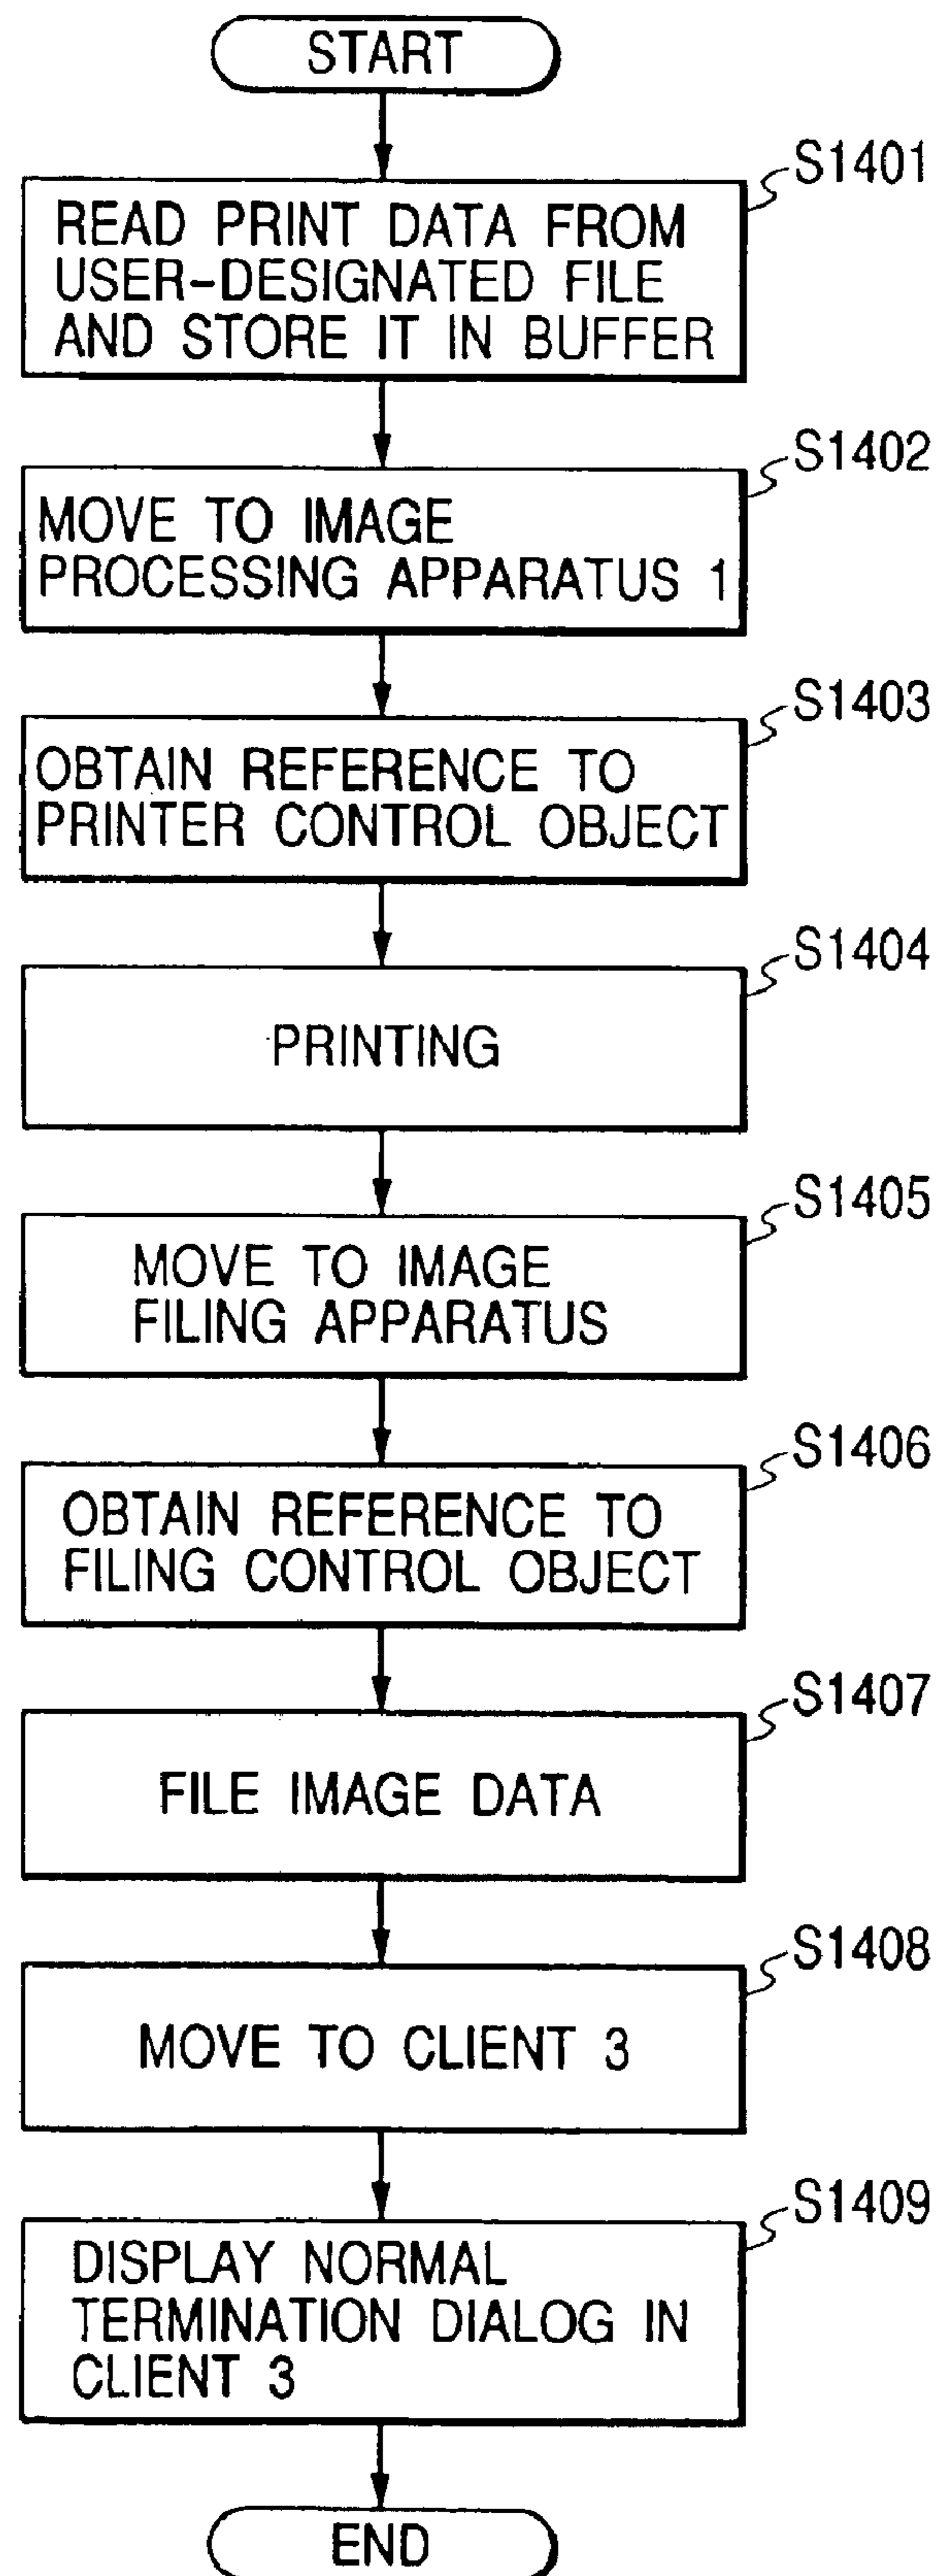 START
S1401
READ PRINT DATA FROM
USER-DESIGNATED FILE
AND STORE IT IN BUFFER
S1402
MOVE TO IMAGE
PROCESSING APPARATUS 1
S1403
OBTAIN REFERENCE TO
PRINTER CONTROL OBJECT
S1404
PRINTING
S1405
MOVE TO IMAGE
FILING APPARATUS
S1406
OBTAIN REFERENCE TO
FILING CONTROL OBJECT
S1407
FILE IMAGE DATA
S1408
MOVE TO CLIENT 3
S1409
DISPLAY NORMAL
TERMINATION DIALOG IN
CLIENT 3
END